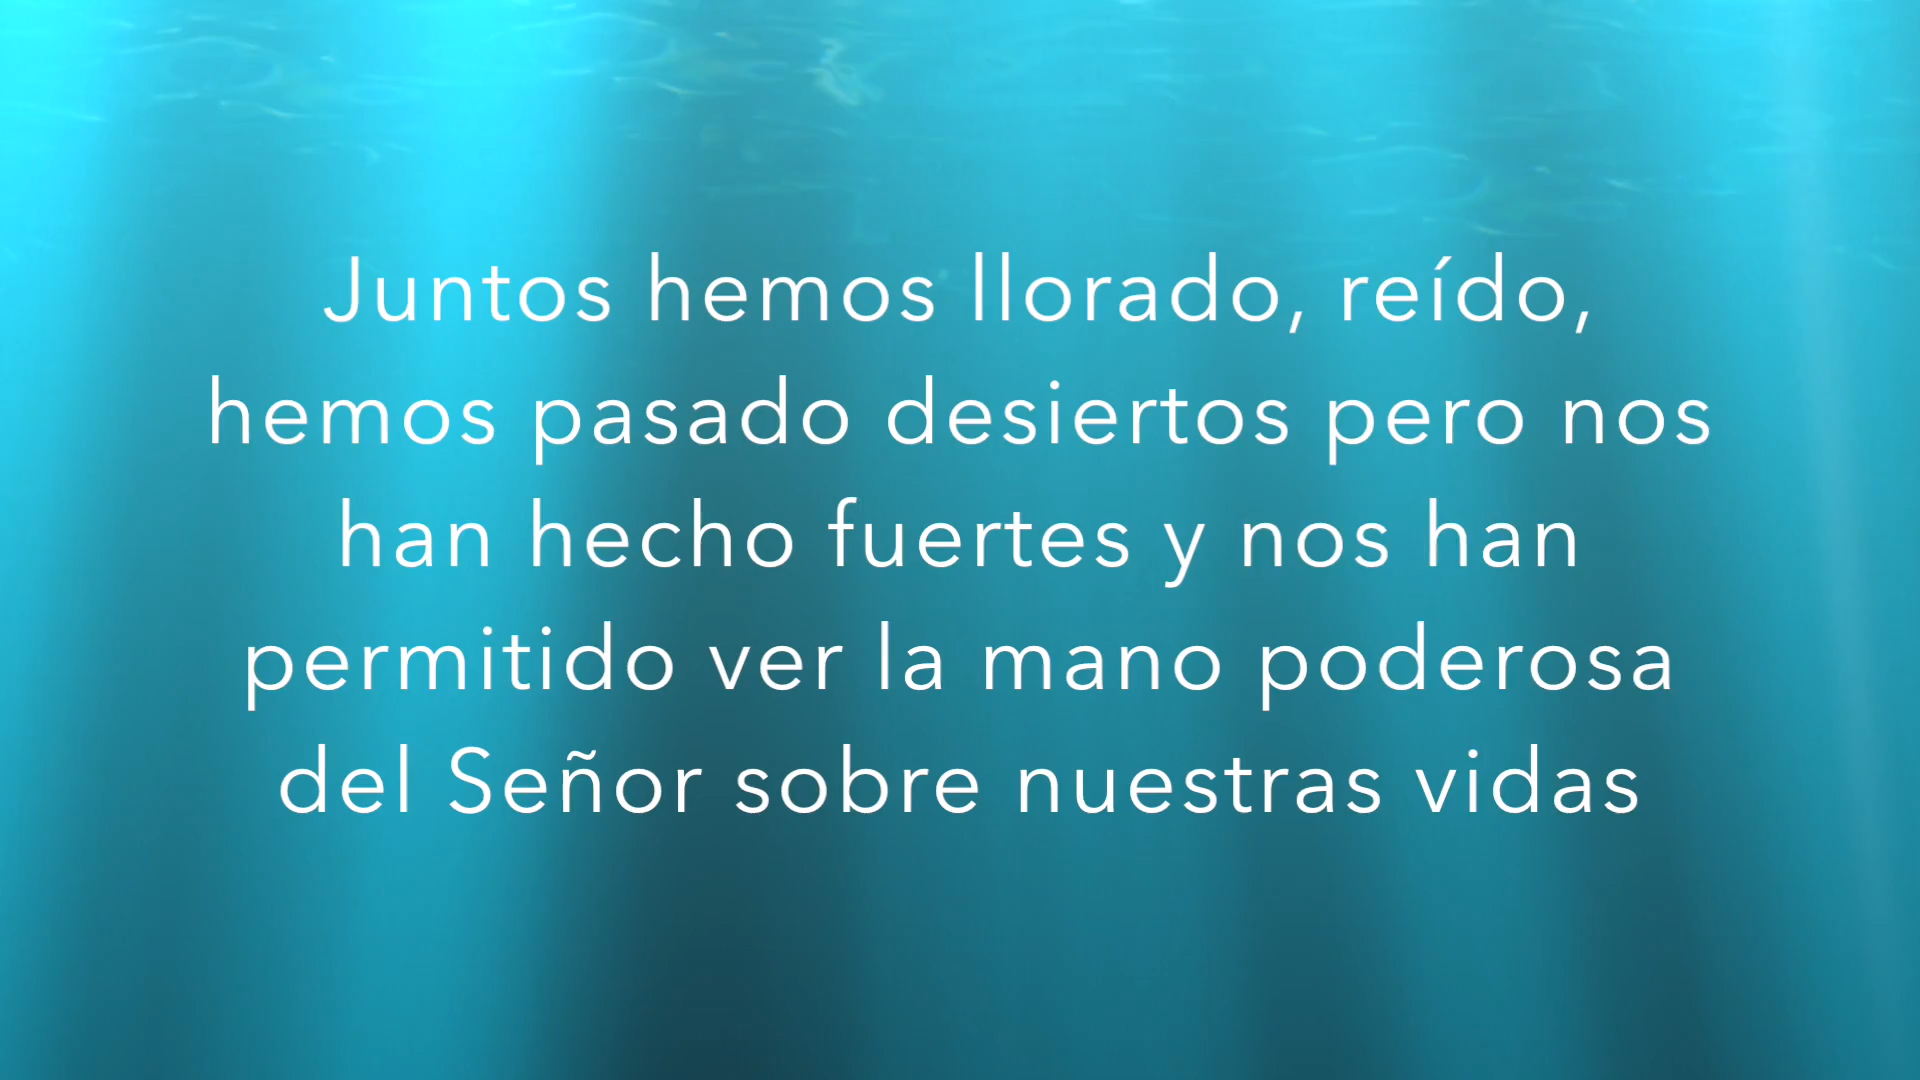 Juntos hemos llorado, reído,
hemos pasado desiertos pero nos
han hecho fuertes y nos han
permitido ver la mano poderosa
del Señor sobre nuestras vidas